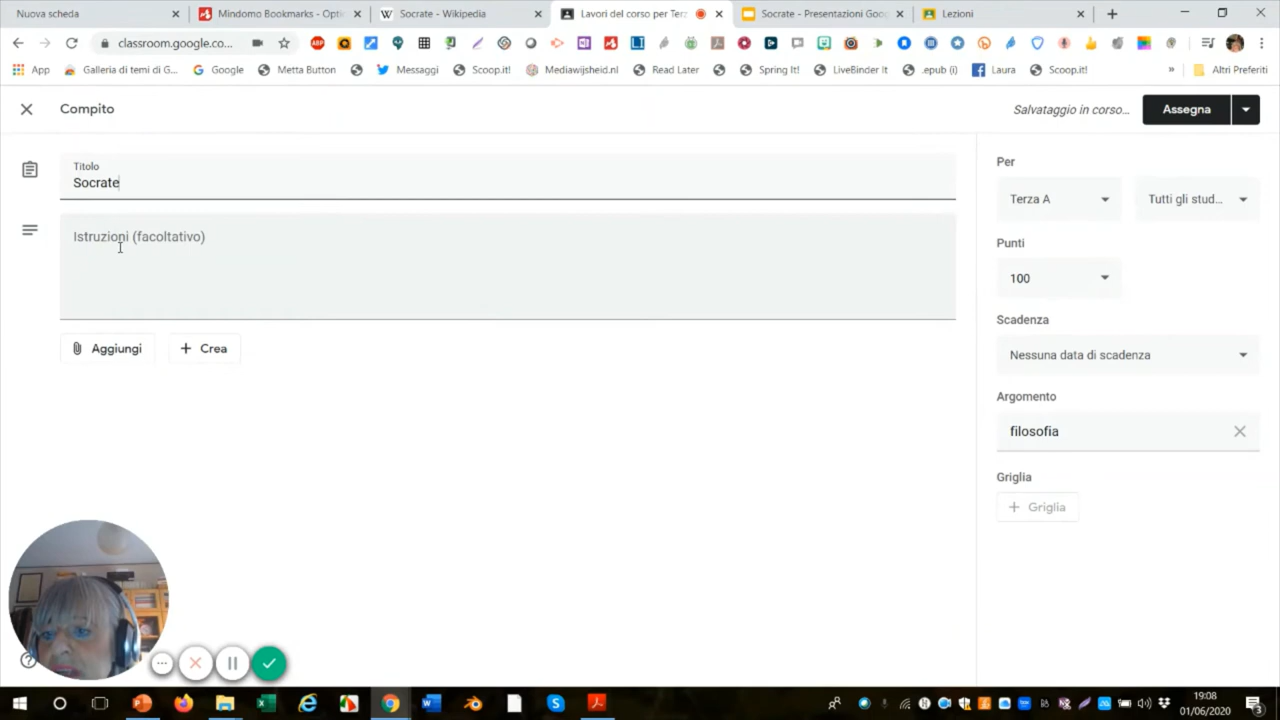 Nuova scheda
Mindomo Bookmarks - Opti
Socrate - Wikipedia
Lavori del corso per Terz
Socrate - Presentazioni Goog
Lezioni
classroom.google.co...
App
Galleria di temi di G...
Google
Metta Button
Messaggi
Scoop.it!
Mediawijsheid.nl
Read Later
Spring It!
LiveBinder It
.epub (i)
Laura
Scoop.it!
»
Altri Preferiti
Compito
Salvataggio in corso...
Assegna
Titolo
Socrate
Istruzioni (facoltativo)
Aggiungi
Crea
Per
Terza A
Tutti gli stud...
Punti
100
Scadenza
Nessuna data di scadenza
Argomento
filosofia
Griglia
Griglia
19:08
01/06/2020